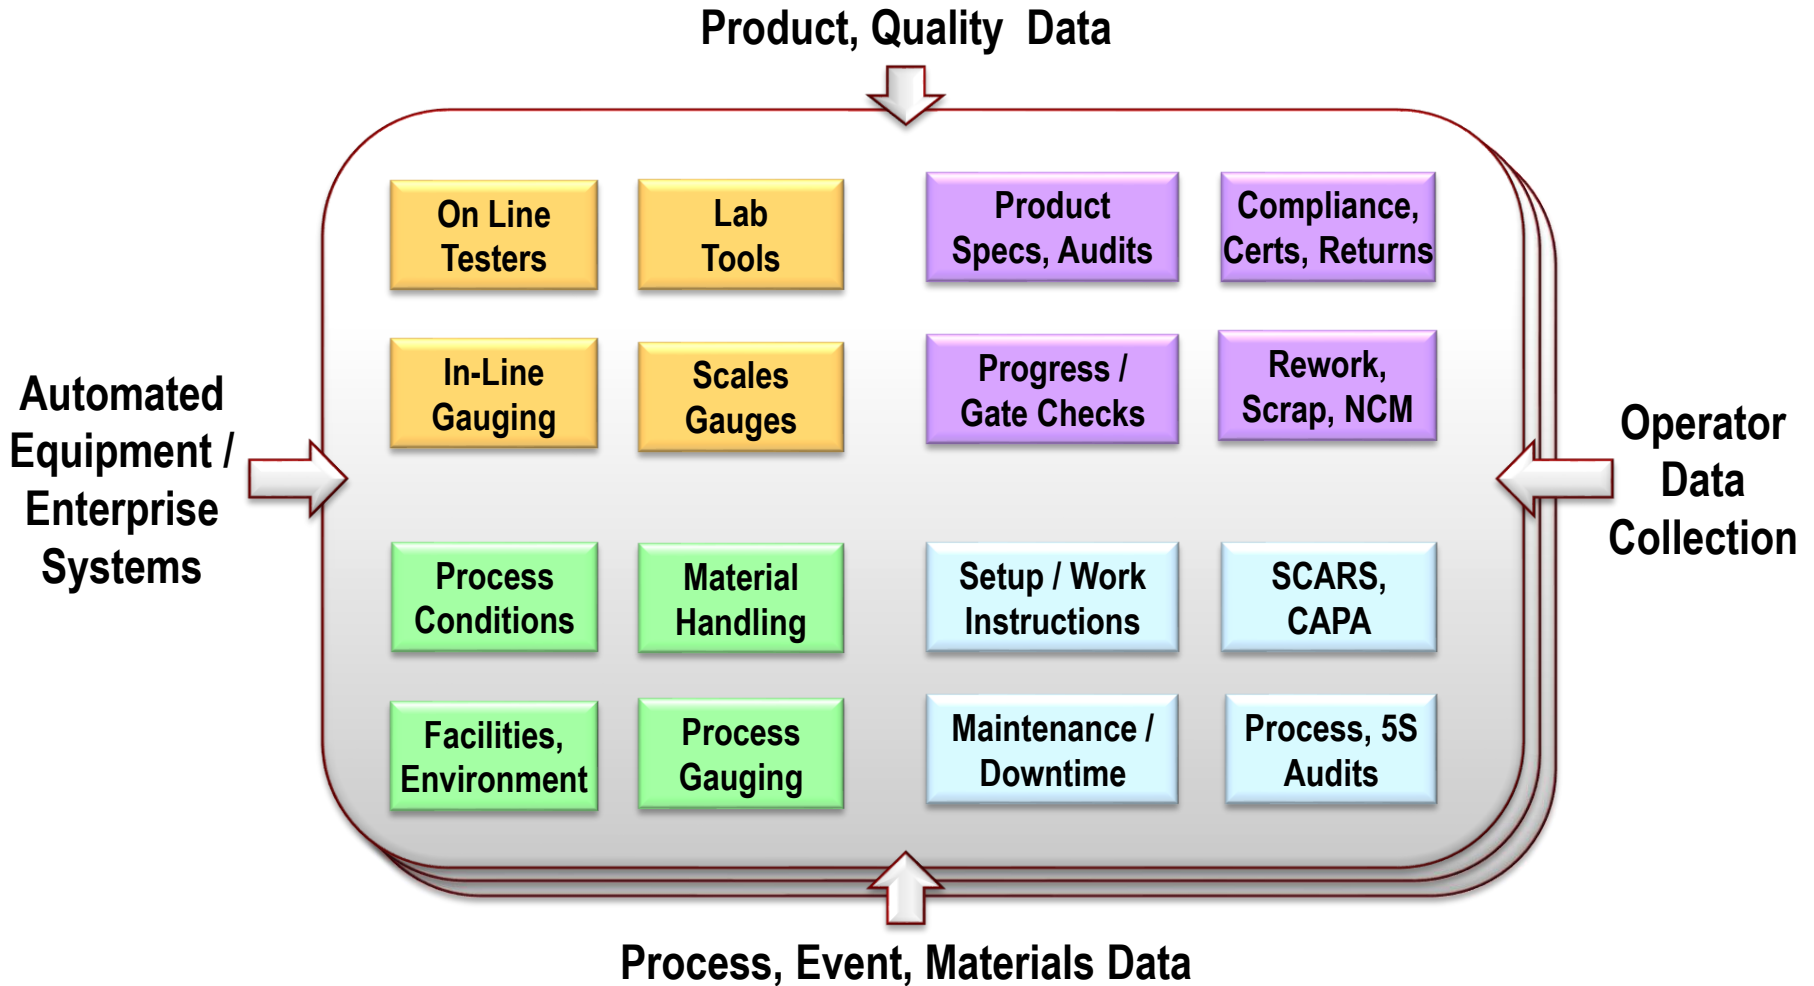 Product, Quality Data
On Line
Testers
Lab
Tools
Product
Specs, Audits
Compliance,
Certs, Returns
In-Line
Gauging
Scales
Gauges
Progress /
Gate Checks
Rework,
Scrap, NCM
Automated
Equipment /
Enterprise
Systems
Operator
Data
Collection
Process
Conditions
Material
Handling
Setup / Work
Instructions
SCARS,
CAPA
Facilities,
Environment
Process
Gauging
Maintenance /
Downtime
Process, 5S
Audits
Process, Event, Materials Data